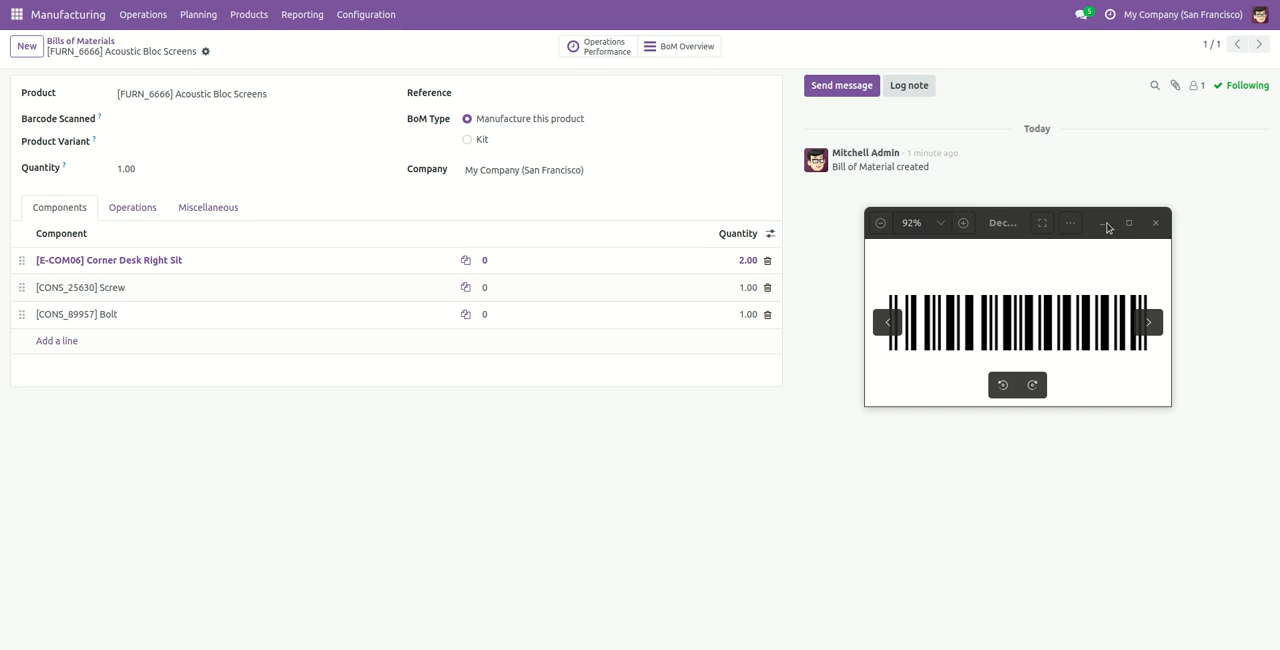 Manufacturing Operations Planning Products Reporting Configuration 5 My Company (San Francisco)
New Bills of Materials
[FURN_6666] Acoustic Bloc Screens
Operations Performance BoM Overview 1 / 1
Product [FURN_6666] Acoustic Bloc Screens
Barcode Scanned ?
Product Variant ?
Quantity ? 1.00
Reference
BoM Type Manufacture this product
Kit
Company My Company (San Francisco)
Components Operations Miscellaneous
Component Quantity
[E-COM06] Corner Desk Right Sit 0 2.00
[CONS_25630] Screw 0 1.00
[CONS_89957] Bolt 0 1.00
Add a line
Send message Log note 1 Following
Today
Mitchell Admin - 1 minute ago
Bill of Material created
92% Dec...